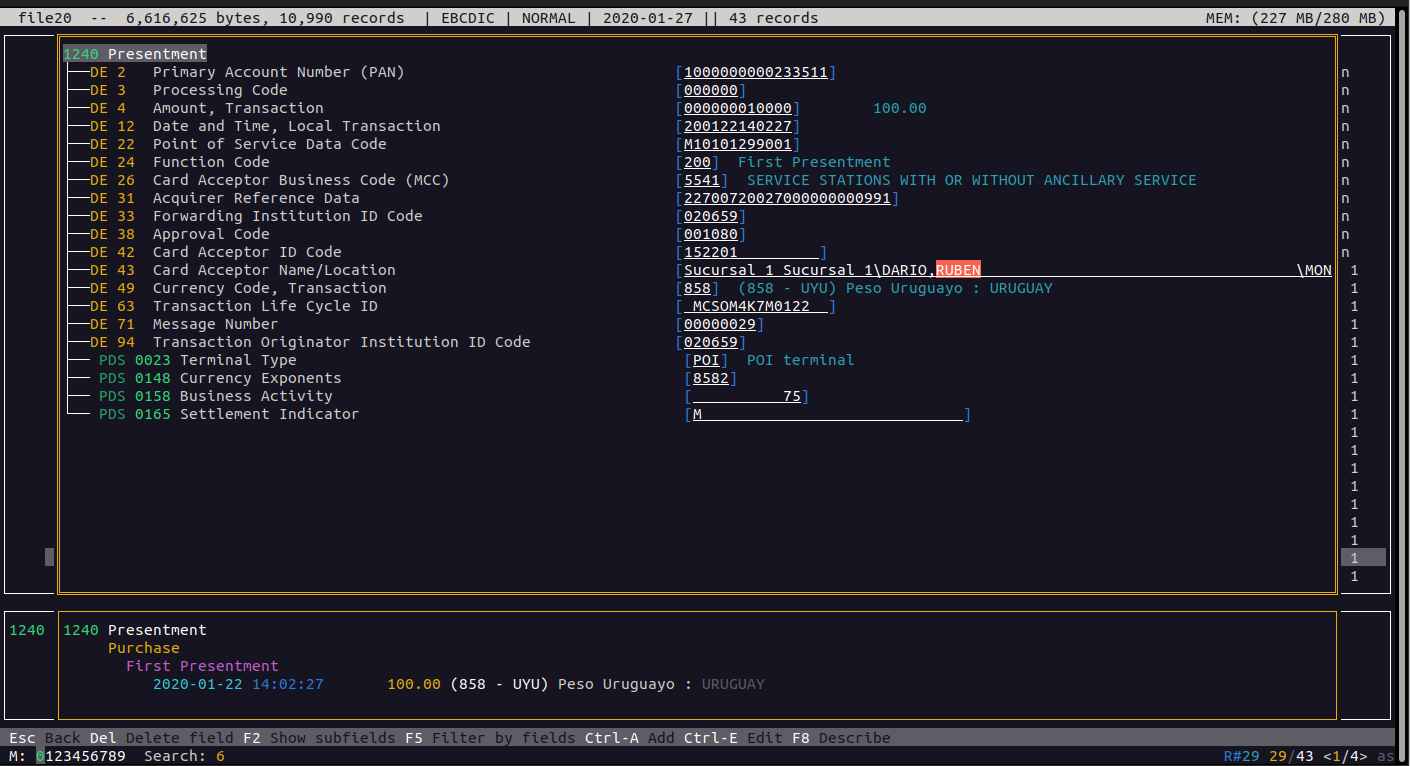 file20 -- 6,616,625 bytes, 10,990 records | EBCDIC | NORMAL | 2020-01-27 || 43 records MEM: (227 MB/280 MB)
1240 Presentment
DE 2 Primary Account Number (PAN) [1000000000233511] n
DE 3 Processing Code [000000] n
DE 4 Amount, Transaction [000000010000] 100.00 n
DE 12 Date and Time, Local Transaction [200122140227] n
DE 22 Point of Service Data Code [M10101299001] n
DE 24 Function Code [200] First Presentment n
DE 26 Card Acceptor Business Code (MCC) [5541] SERVICE STATIONS WITH OR WITHOUT ANCILLARY SERVICE n
DE 31 Acquirer Reference Data [22700720027000000000991] n
DE 33 Forwarding Institution ID Code [020659] n
DE 38 Approval Code [001080] n
DE 42 Card Acceptor ID Code [152201_________] n
DE 43 Card Acceptor Name/Location [Sucursal 1 Sucursal 1\DARIO,RUBEN___________________________________\MON 1
DE 49 Currency Code, Transaction [858] (858 - UYU) Peso Uruguayo : URUGUAY 1
DE 63 Transaction Life Cycle ID [_MCSOM4K7M0122__] 1
DE 71 Message Number [00000029] 1
DE 94 Transaction Originator Institution ID Code [020659] 1
PDS 0023 Terminal Type [POI] POI terminal 1
PDS 0148 Currency Exponents [8582] 1
PDS 0158 Business Activity [__________75] 1
PDS 0165 Settlement Indicator [M_____________________________] 1
1
1
1
1
1
1
1
1
1
1240 1240 Presentment
Purchase
First Presentment
2020-01-22 14:02:27 100.00 (858 - UYU) Peso Uruguayo : URUGUAY
Esc Back Del Delete field F2 Show subfields F5 Filter by fields Ctrl-A Add Ctrl-E Edit F8 Describe
M: 0123456789 Search: 6 R#29 29/43 <1/4> as